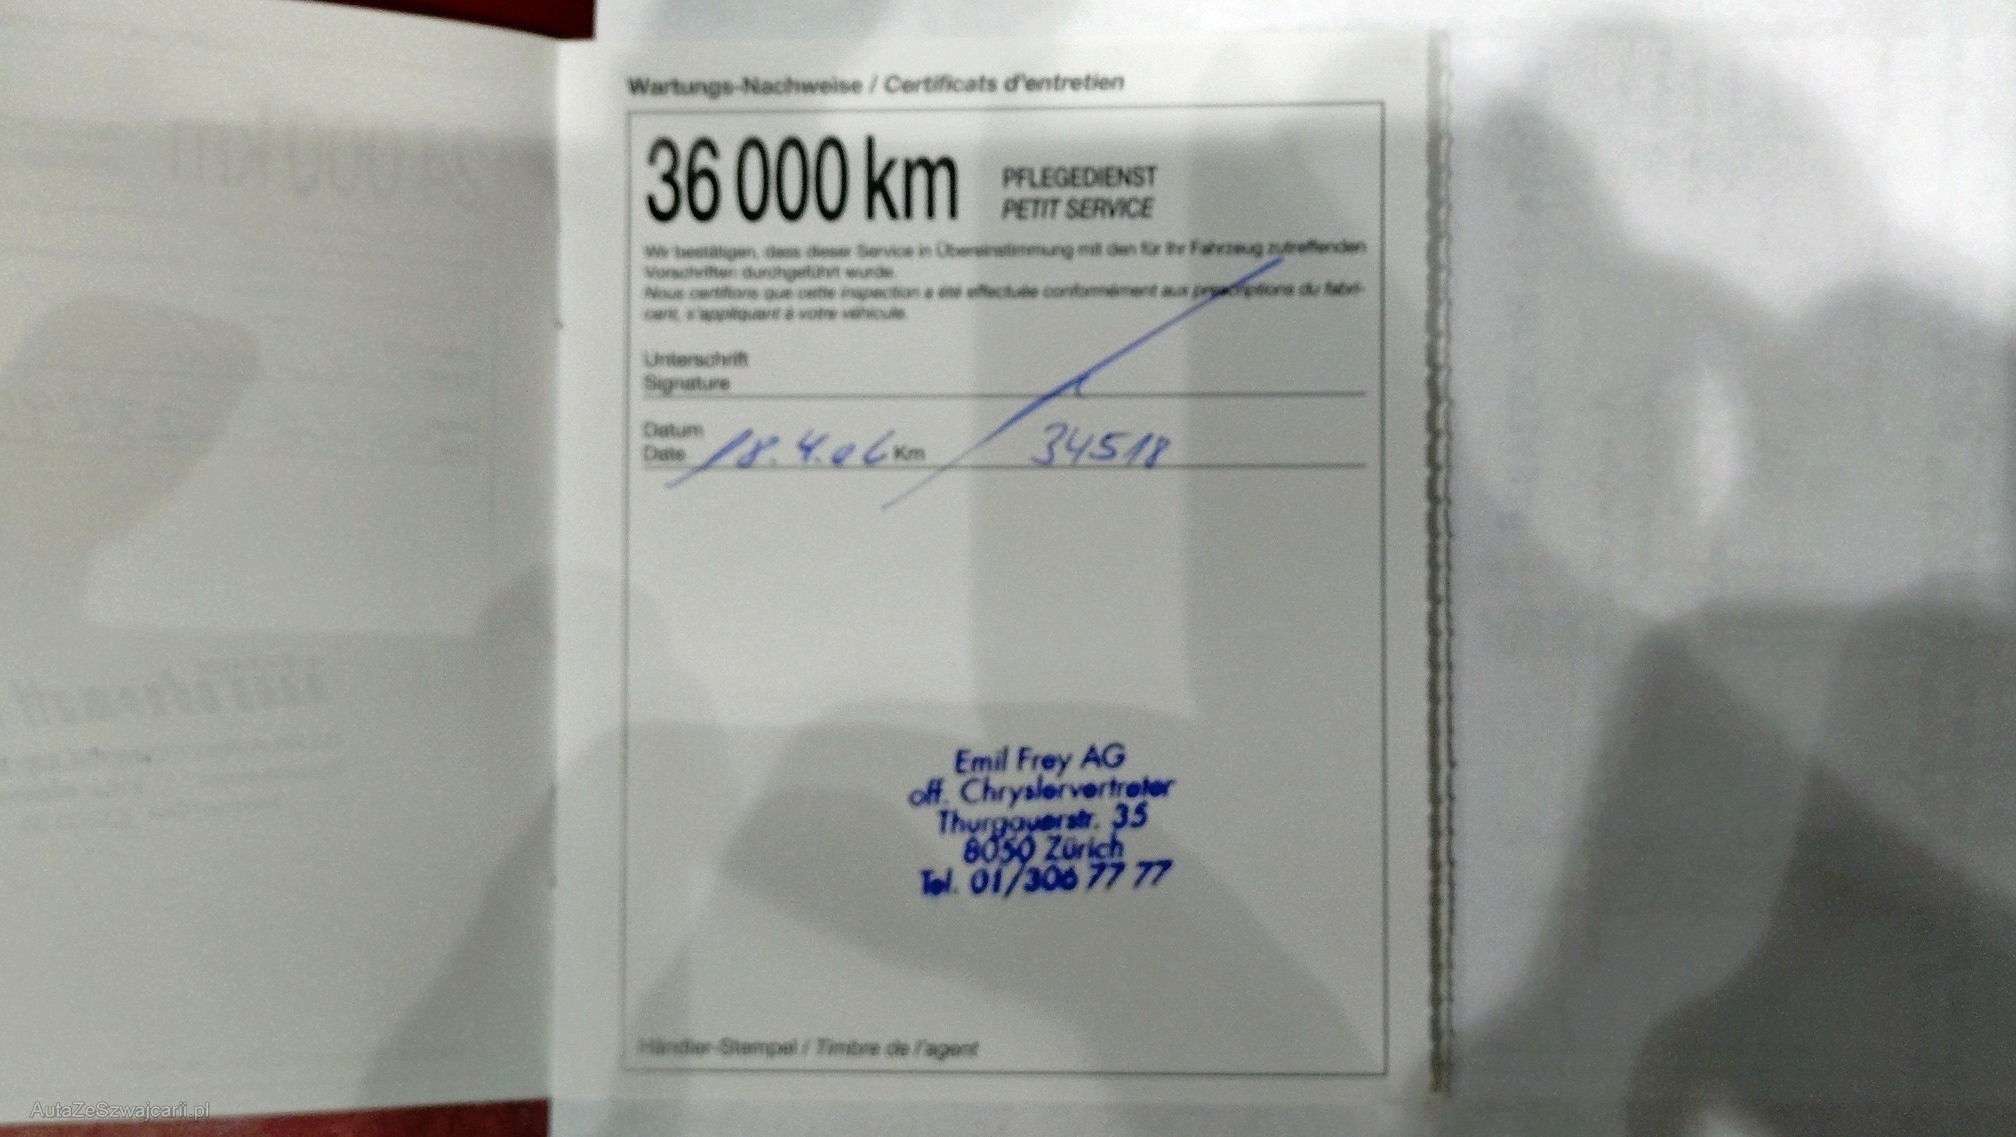 Wartungs-Nachweise / Certificats d'entretien
36 000 km
PFLEGEDIENST
PETIT SERVICE
Wir bestätigen, dass dieser Service in Übereinstimmung mit den für Ihr Fahrzeug zutreffenden
Vorschriften durchgeführt wurde.
Nous certifions que cette inspection a été effectuée conformément aux prescriptions du fabri-
cant, s'appliquant à votre véhicule.
Unterschrift
Signature
Datum
Date 18.4.06 Km 34518
Emil Frey AG
off. Chryslervertreter
Thurgauerstr. 35
8050 Zürich
Tel. 01/306 77 77
Händler-Stempel / Timbre de l'agent
AutaZeSzwajcarii.pl